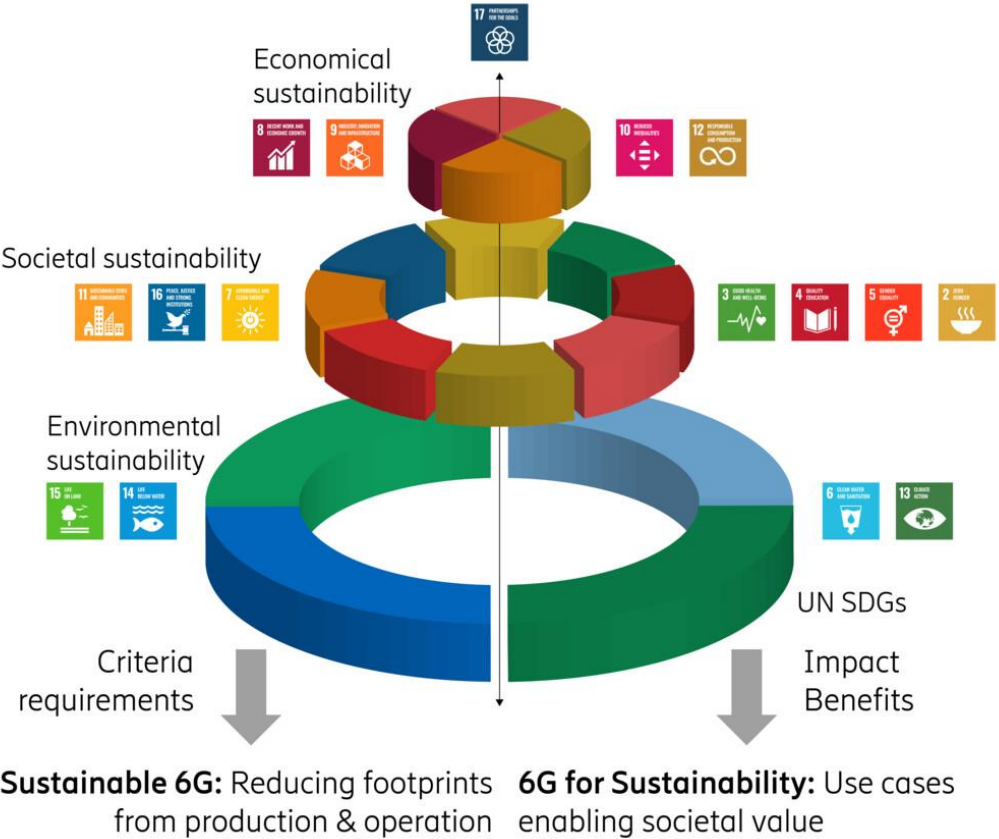 17 PARTNERSHIPS
FOR THE GOALS
Economical
sustainability
8 DECENT WORK AND
ECONOMIC GROWTH
9 INDUSTRY, INNOVATION
AND INFRASTRUCTURE
10 REDUCED
INEQUALITIES
12 RESPONSIBLE
CONSUMPTION
AND PRODUCTION
Societal sustainability
11 SUSTAINABLE CITIES
AND COMMUNITIES
16 PEACE, JUSTICE
AND STRONG
INSTITUTIONS
7 AFFORDABLE AND
CLEAN ENERGY
3 GOOD HEALTH
AND WELL-BEING
4 QUALITY
EDUCATION
5 GENDER
EQUALITY
2 ZERO
HUNGER
Environmental
sustainability
15 LIFE
ON LAND
14 LIFE
BELOW WATER
6 CLEAN WATER
AND SANITATION
13 CLIMATE
ACTION
UN SDGs
Criteria
requirements
Impact
Benefits
Sustainable 6G: Reducing footprints
from production & operation
6G for Sustainability: Use cases
enabling societal value